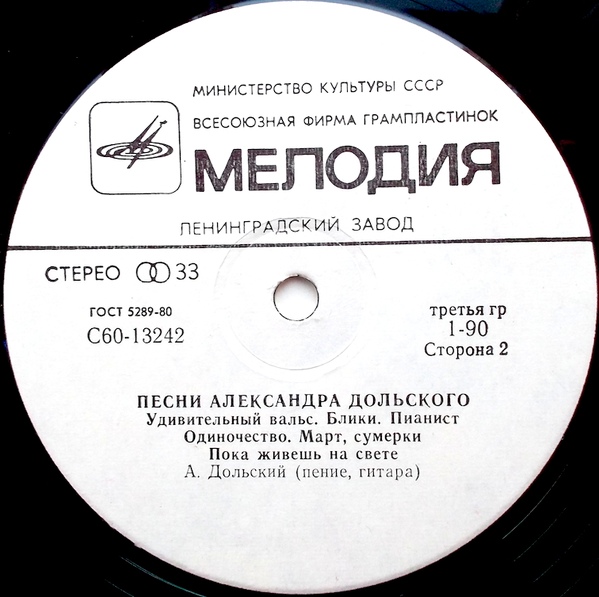 МИНИСТЕРСТВО КУЛЬТУРЫ СССР
ВСЕСОЮЗНАЯ ФИРМА ГРАМПЛАСТИНОК
МЕЛОДИЯ
ЛЕНИНГРАДСКИЙ ЗАВОД
СТЕРЕО 33
ГОСТ 5289-80
С60-13242
третья гр
1-90
Сторона 2
ПЕСНИ АЛЕКСАНДРА ДОЛЬСКОГО
Удивительный вальс. Блики. Пианист
Одиночество. Март, сумерки
Пока живешь на свете
А. Дольский (пение, гитара)